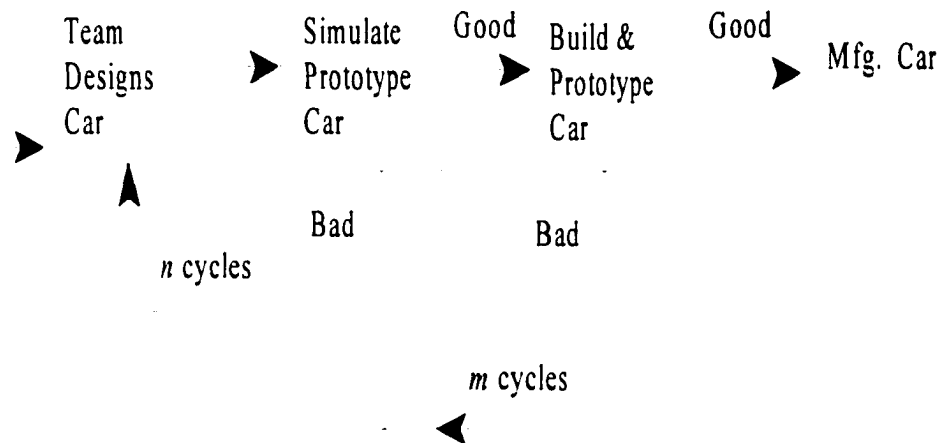 Team
Designs
Car
Simulate
Prototype
Car
Good
Build &
Prototype
Car
Good
Mfg. Car
Bad
Bad
n cycles
m cycles